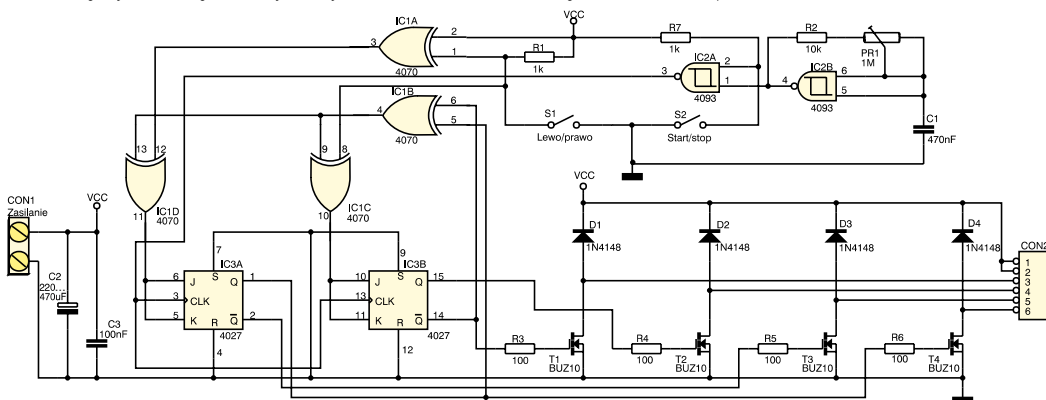 IC1A
VCC
R7
1k
R2
10k
PR1
1M
3
2
1
4070
R1
1k
IC2A
3
2
1
4093
IC2B
4
6
5
4093
IC1B
4
6
5
4070
S1
Lewo/prawo
S2
Start/stop
C1
470nF
13
12
11
IC1D
4070
9
8
10
IC1C
4070
CON1
Zasilanie
VCC
VCC
D1
1N4148
D2
1N4148
D3
1N4148
D4
1N4148
CON2
1
2
3
4
5
6
C2
220...
470uF
C3
100nF
7
IC3A
6
J
S
Q
1
3
CLK
5
K
R
Q
2
4
4027
9
IC3B
10
J
S
Q
15
13
CLK
11
K
R
Q
14
12
4027
R3
100
T1
BUZ10
R4
100
T2
BUZ10
R5
100
T3
BUZ10
R6
100
T4
BUZ10